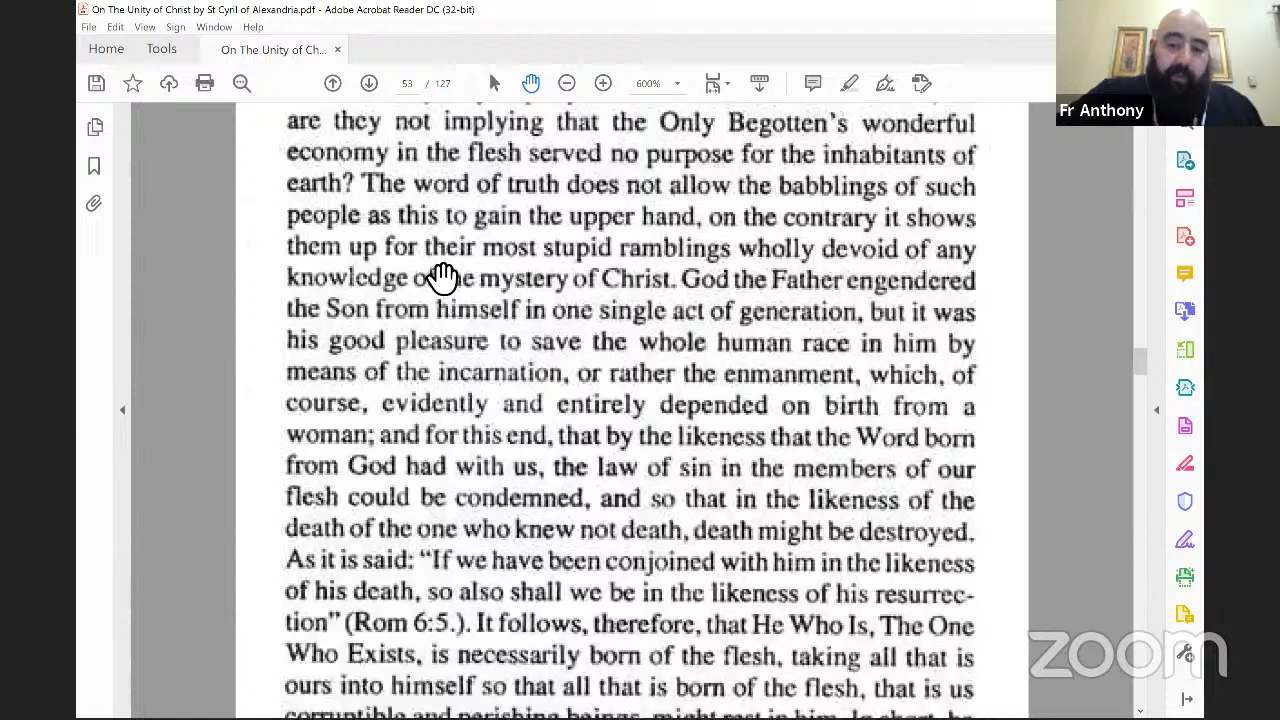 On The Unity of Christ by St Cyril of Alexandria.pdf - Adobe Acrobat Reader DC (32-bit)
File Edit View Sign Window Help
Home Tools On The Unity of Ch... ×
53 / 127 600%
Fr Anthony
are they not implying that the Only Begotten's wonderful
economy in the flesh served no purpose for the inhabitants of
earth? The word of truth does not allow the babblings of such
people as this to gain the upper hand, on the contrary it shows
them up for their most stupid ramblings wholly devoid of any
knowledge mystery of Christ. God the Father engendered
the Son from himself in one single act of generation, but it was
his good pleasure to save the whole human race in him by
means of the incarnation, or rather the enmanment, which, of
course, evidently and entirely depended on birth from a
woman; and for this end, that by the likeness that the Word born
from God had with us, the law of sin in the members of our
flesh could be condemned, and so that in the likeness of the
death of the one who knew not death, death might be destroyed.
As it is said: "If we have been conjoined with him in the likeness
of his death, so also shall we be in the likeness of his resurrec-
tion" (Rom 6:5.). It follows, therefore, that He Who Is, The One
Who Exists, is necessarily born of the flesh, taking all that is
ours into himself so that all that is born of the flesh, that is us
corruptible and perishing beings, might rest in him. In short, he
zoom